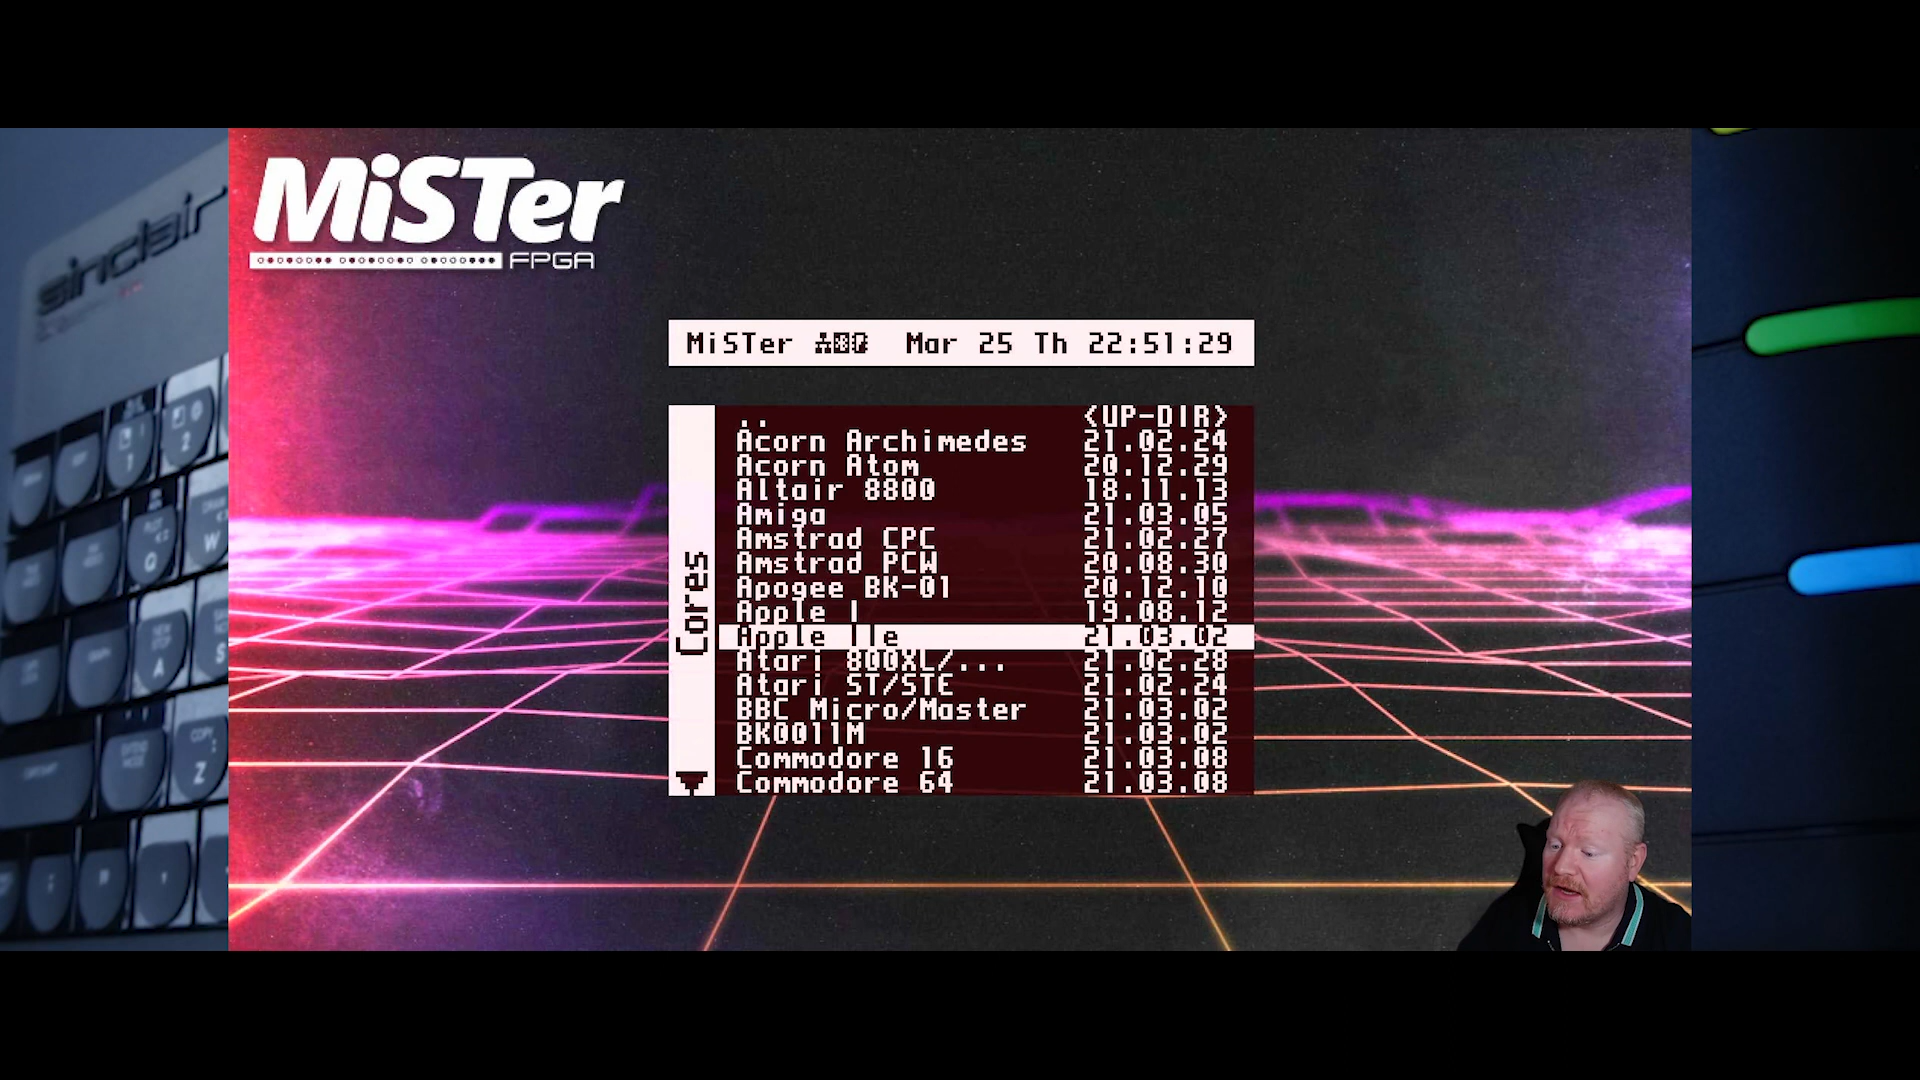 MiSTer
FPGA
sinclair
MiSTer Mar 25 Th 22:51:29
Cores
.. <UP-DIR>
Acorn Archimedes 21.02.24
Acorn Atom 20.12.29
Altair 8800 18.11.13
Amiga 21.03.05
Amstrad CPC 21.02.27
Amstrad PCW 20.08.30
Apogee BK-01 20.12.10
Apple I 19.08.12
Apple IIe 21.03.02
Atari 800XL/... 21.02.28
Atari ST/STE 21.02.24
BBC Micro/Master 21.03.02
BK0011M 21.03.02
Commodore 16 21.03.08
Commodore 64 21.03.08
1
2
Q
W
A
S
Z